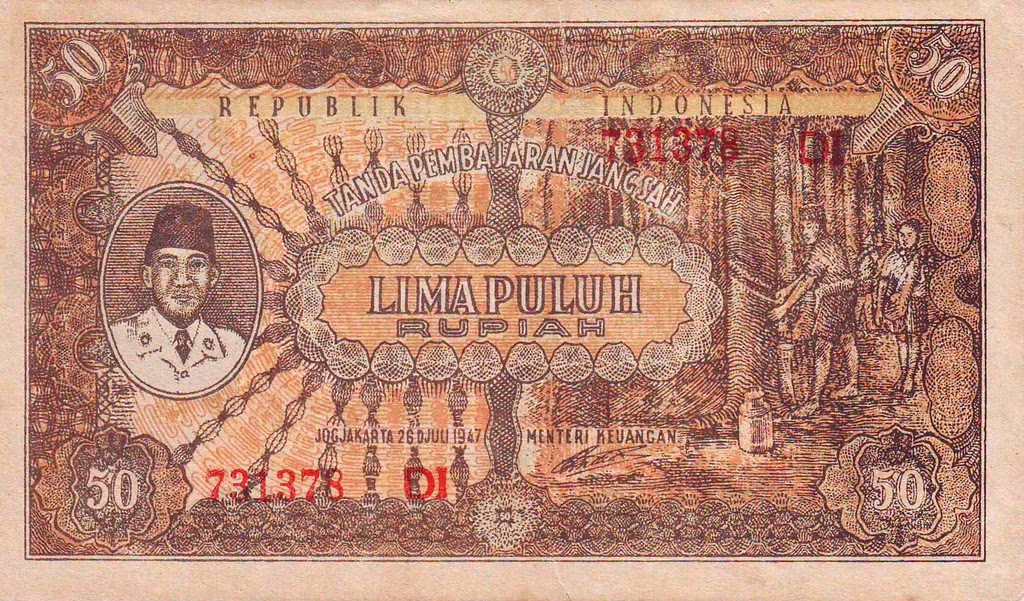 50 50
REPUBLIK INDONESIA
731378 DI
TANDA PEMBAJARAN JANG SAH
LIMA PULUH
RUPIAH
JOGJAKARTA 26 DJULI 1947
MENTERI KEUANGAN
731378 DI
50 50
50